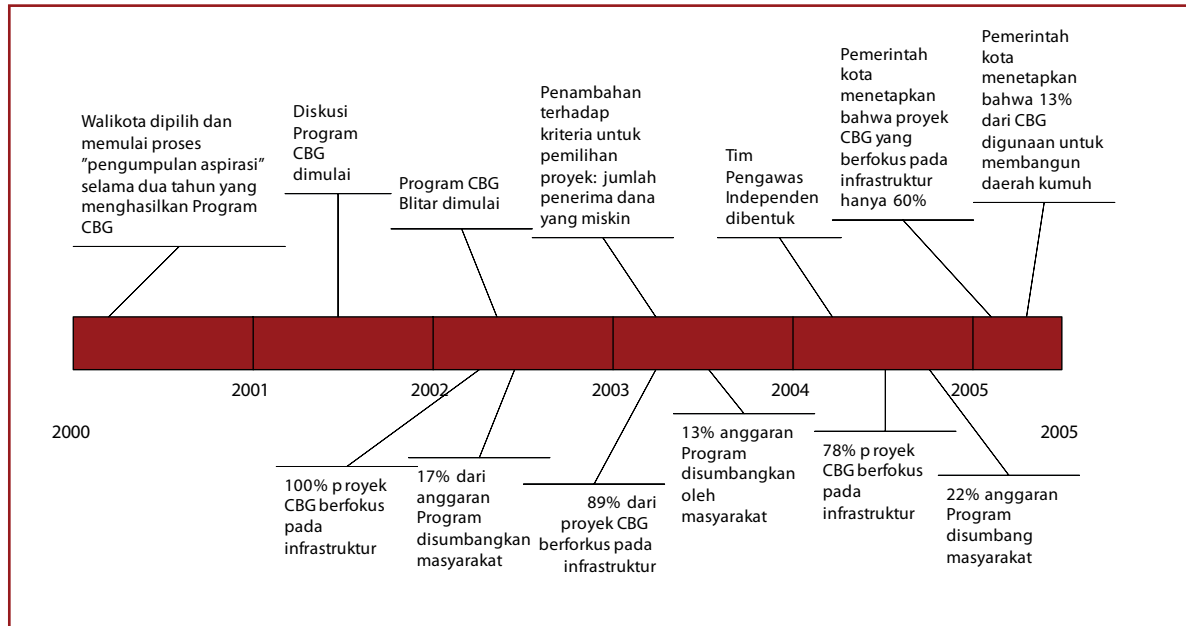 Walikota dipilih dan
memulai proses
"pengumpulan aspirasi"
selama dua tahun yang
menghasilkan Program
CBG
Diskusi
Program
CBG
dimulai
Program CBG
Blitar dimulai
Penambahan
terhadap
kriteria untuk
pemilihan
proyek: jumlah
penerima dana
yang miskin
Tim
Pengawas
Independen
dibentuk
Pemerintah
kota
menetapkan
bahwa proyek
CBG yang
berfokus pada
infrastruktur
hanya 60%
Pemerintah
kota
menetapkan
bahwa 13%
dari CBG
digunaan untuk
membangun
daerah kumuh
2001
2002
2003
2004
2005
2000
2005
100% p royek
CBG berfokus
pada
infrastruktur
17% dari
anggaran
Program
disumbangkan
masyarakat
89% dari
proyek CBG
berforkus pada
infrastruktur
13% anggaran
Program
disumbangkan
oleh
masyarakat
78% p royek
CBG berfokus
pada
infrastruktur
22% anggaran
Program
disumbang
masyarakat